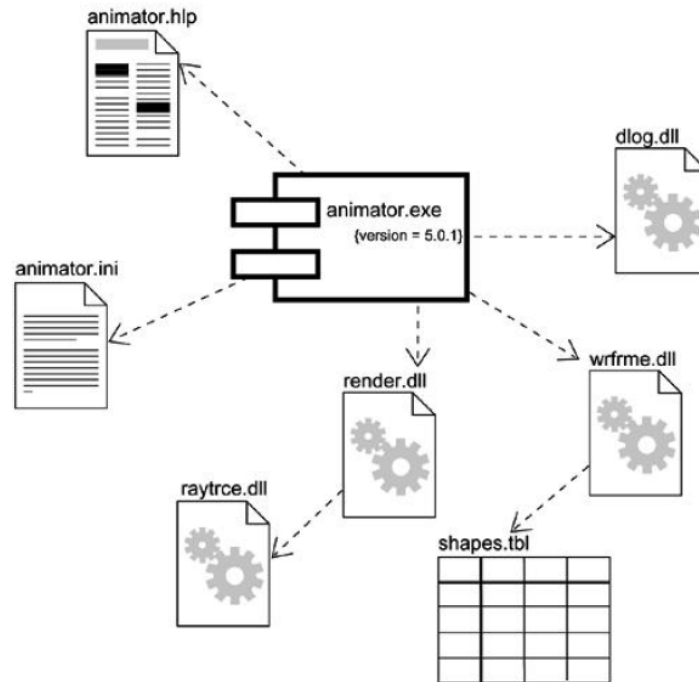 animator.hlp
dlog.dll
animator.exe
{version = 5.0.1}
animator.ini
wrfrme.dll
render.dll
raytrce.dll
shapes.tbl